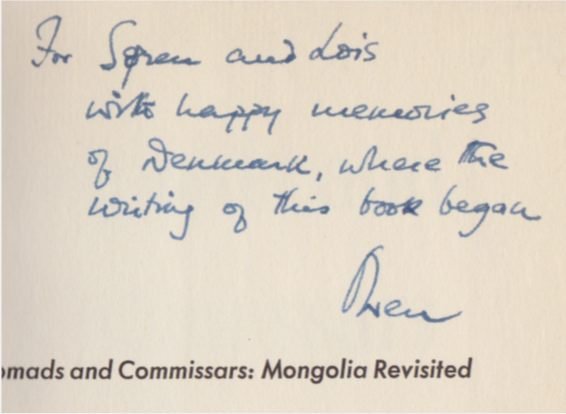 For Søren and Lois
with happy memories
of Denmark, where the
writing of this book began
Owen
omads and Commissars: Mongolia Revisited